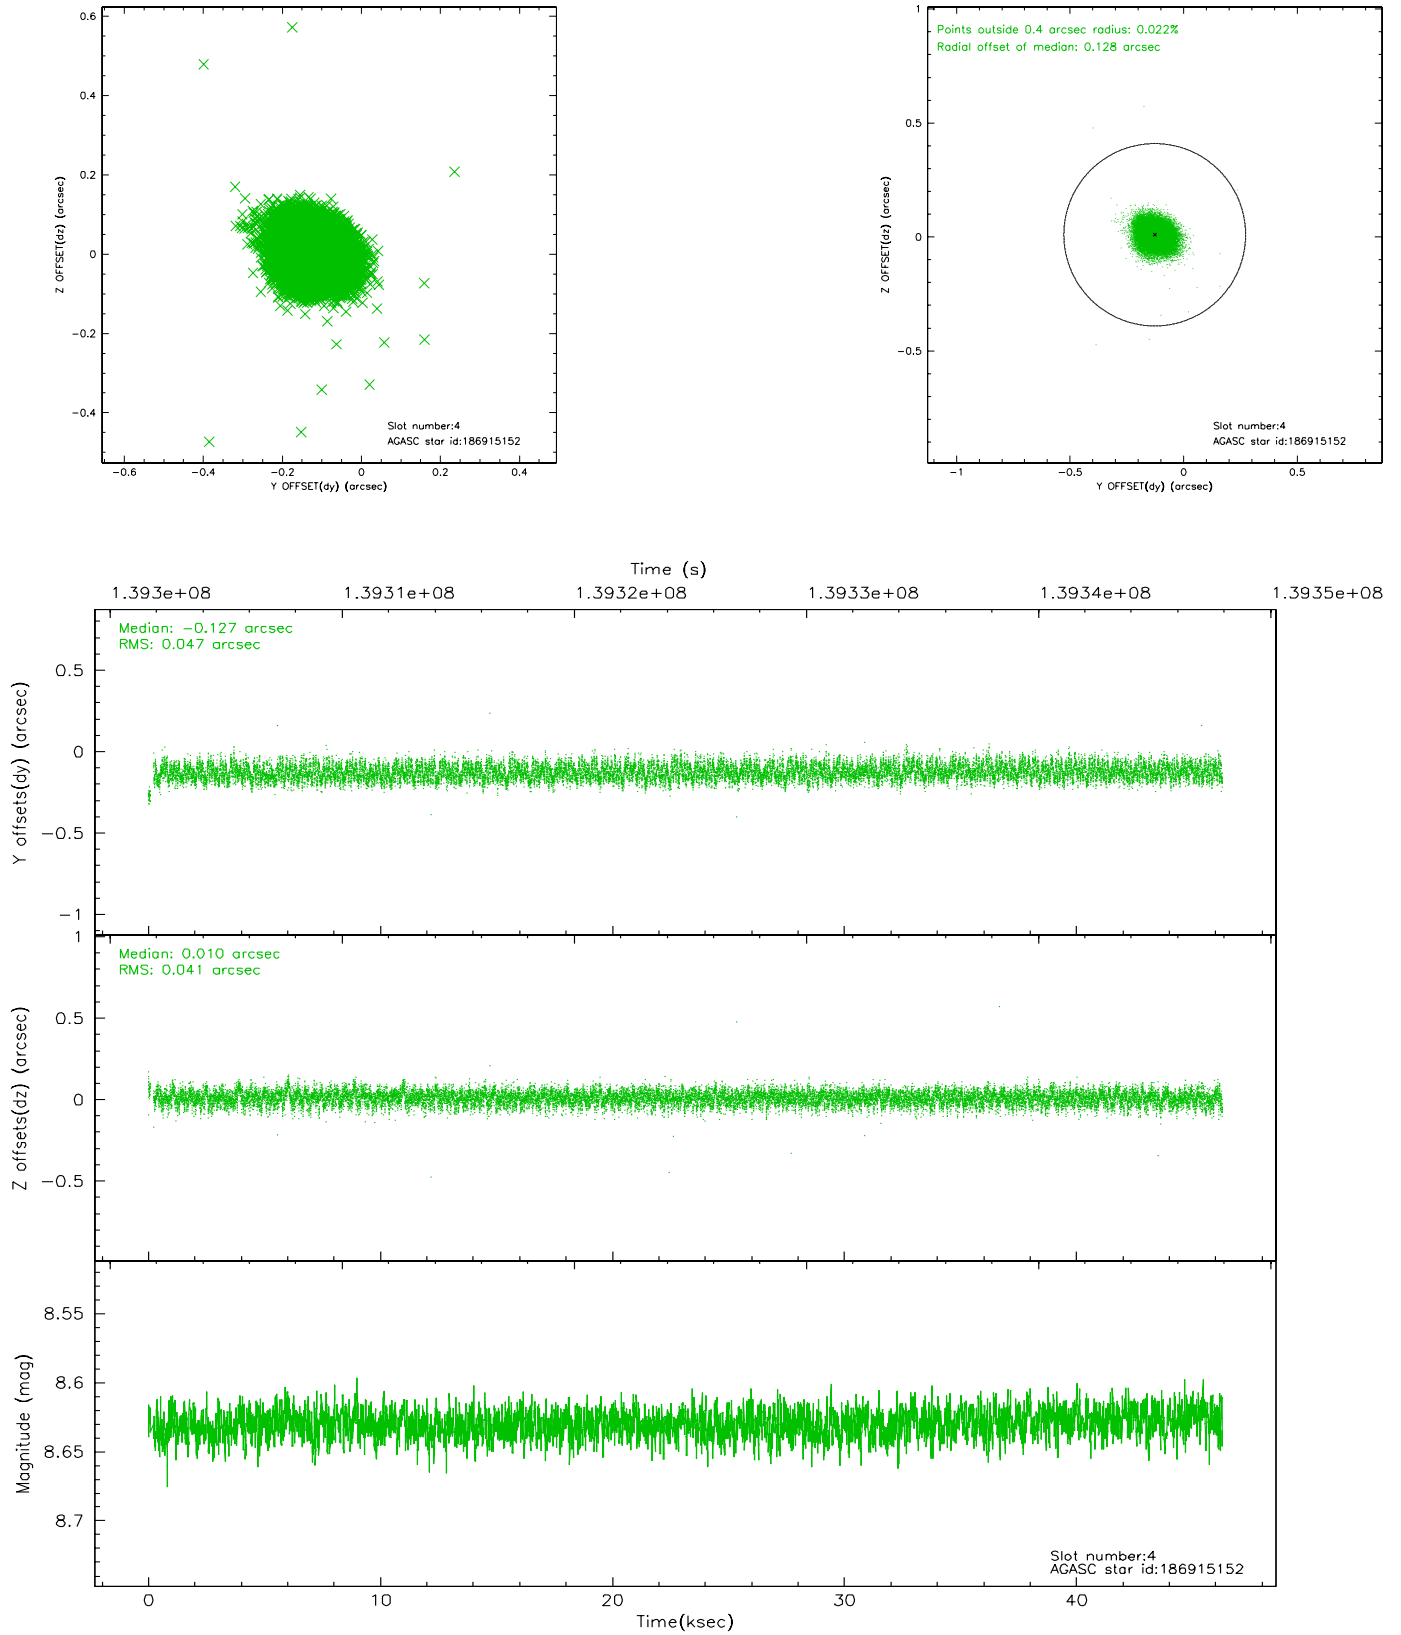 0.6
0.4
0.2
0
−0.2
−0.4
Z OFFSET(dz) (arcsec)
Slot number:4
AGASC star id:186915152
−0.6 −0.4 −0.2 0 0.2 0.4
Y OFFSET(dy) (arcsec)
Points outside 0.4 arcsec radius: 0.022%
Radial offset of median: 0.128 arcsec
1
0.5
0
−0.5
Z OFFSET(dz) (arcsec)
Slot number:4
AGASC star id:186915152
−1 −0.5 0 0.5
Y OFFSET(dy) (arcsec)
Time (s)
1.393e+08 1.3931e+08 1.3932e+08 1.3933e+08 1.3934e+08 1.3935e+08
Median: −0.127 arcsec
RMS: 0.047 arcsec
0.5
0
−0.5
−1
Y offsets(dy) (arcsec)
Median: 0.010 arcsec
RMS: 0.041 arcsec
1
0.5
0
−0.5
Z offsets(dz) (arcsec)
8.55
8.6
8.65
8.7
Magnitude (mag)
Slot number:4
AGASC star id:186915152
0 10 20 30 40
Time(ksec)